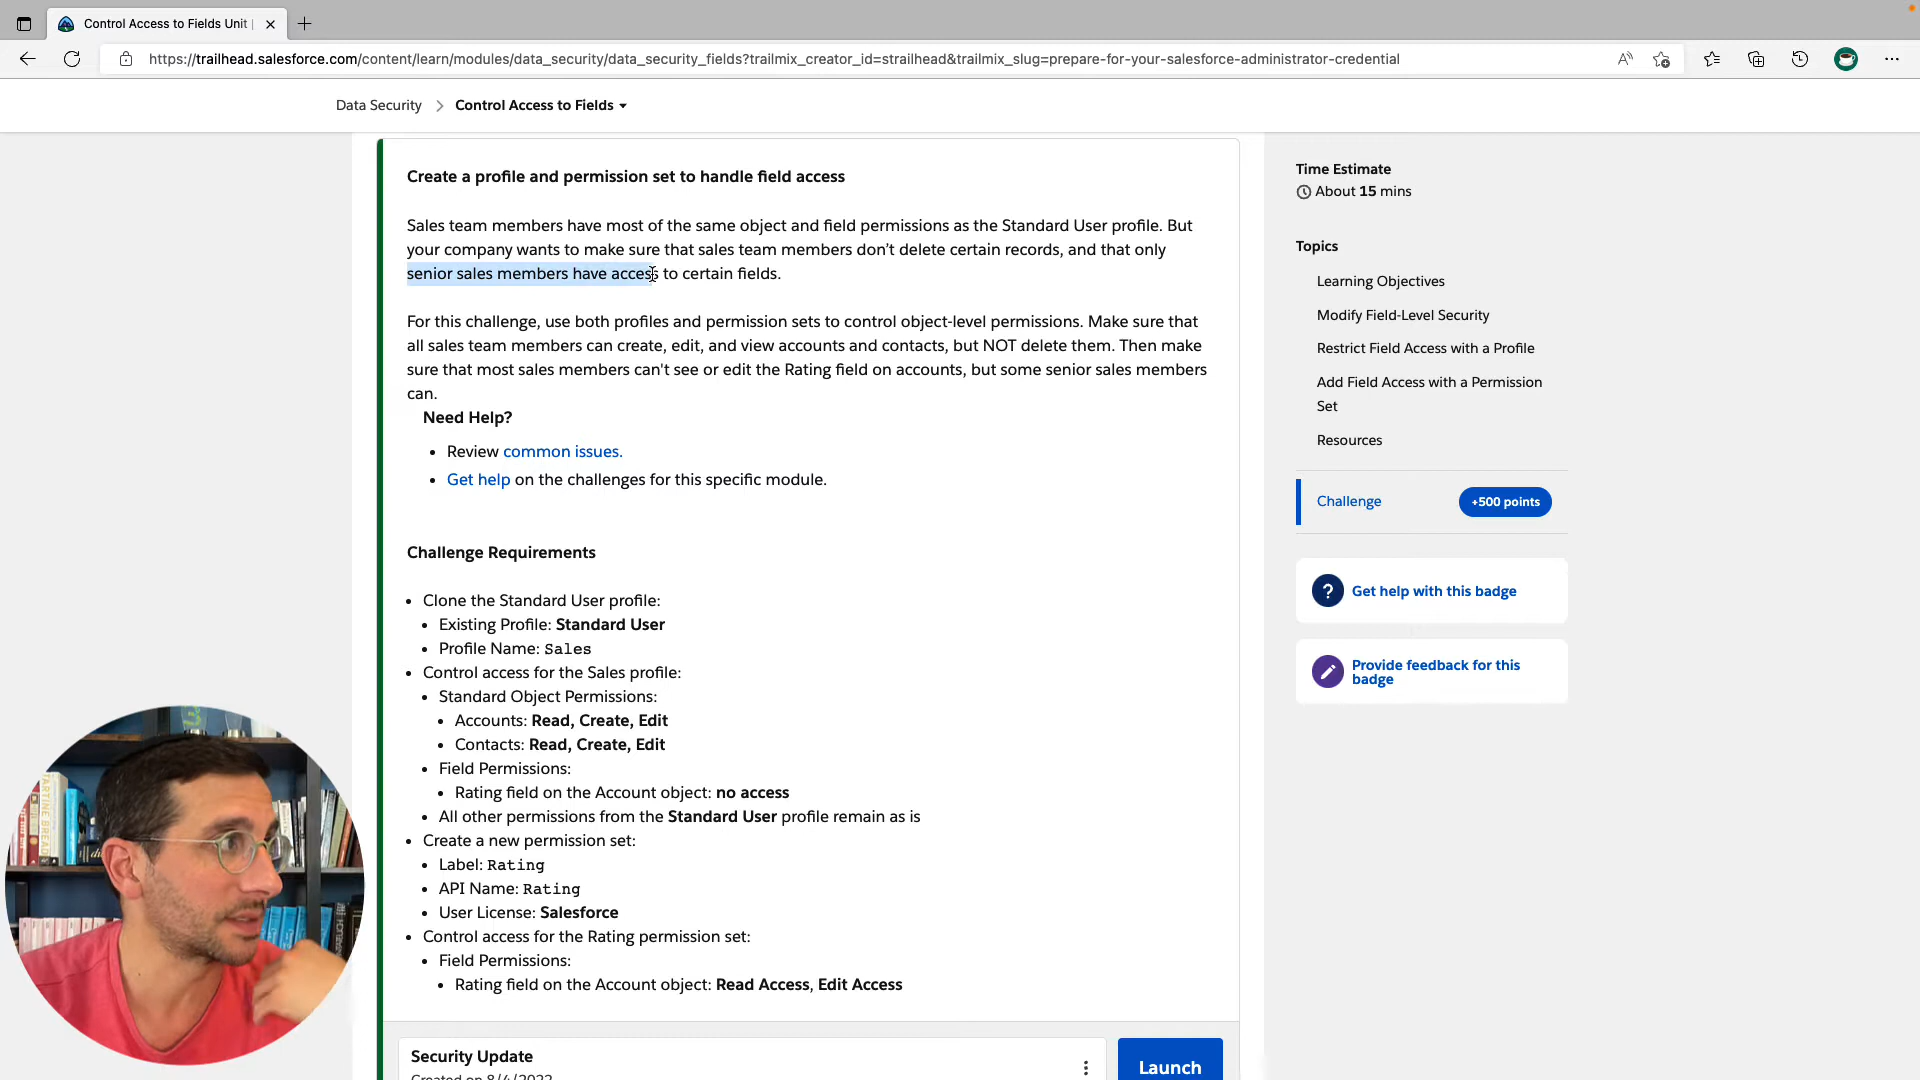 Control Access to Fields Unit |
https://trailhead.salesforce.com/content/learn/modules/data_security/data_security_fields?trailmix_creator_id=strailhead&trailmix_slug=prepare-for-your-salesforce-administrator-credential
Data Security > Control Access to Fields
Create a profile and permission set to handle field access
Sales team members have most of the same object and field permissions as the Standard User profile. But
your company wants to make sure that sales team members don’t delete certain records, and that only
senior sales members have access to certain fields.
For this challenge, use both profiles and permission sets to control object-level permissions. Make sure that
all sales team members can create, edit, and view accounts and contacts, but NOT delete them. Then make
sure that most sales members can't see or edit the Rating field on accounts, but some senior sales members
can.
Need Help?
• Review common issues.
• Get help on the challenges for this specific module.
Challenge Requirements
• Clone the Standard User profile:
• Existing Profile: Standard User
• Profile Name: Sales
• Control access for the Sales profile:
• Standard Object Permissions:
• Accounts: Read, Create, Edit
• Contacts: Read, Create, Edit
• Field Permissions:
• Rating field on the Account object: no access
• All other permissions from the Standard User profile remain as is
• Create a new permission set:
• Label: Rating
• API Name: Rating
• User License: Salesforce
• Control access for the Rating permission set:
• Field Permissions:
• Rating field on the Account object: Read Access, Edit Access
Security Update
Created on 8/4/2022
Launch
Time Estimate
About 15 mins
Topics
Learning Objectives
Modify Field-Level Security
Restrict Field Access with a Profile
Add Field Access with a Permission
Set
Resources
Challenge
+500 points
? Get help with this badge
Provide feedback for this
badge